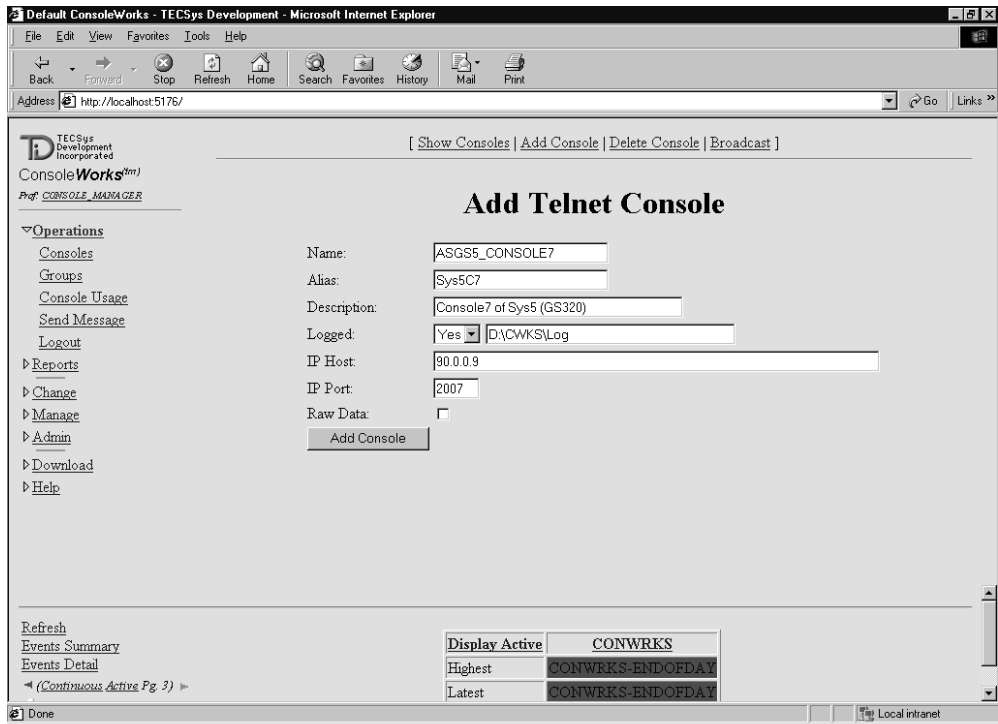 Default ConsoleWorks - TECSys Development - Microsoft Internet Explorer
File Edit View Favorites Tools Help
Back Forward Stop Refresh Home Search Favorites History Mail Print
Address http://localhost:5176/ Go Links »
TECSys
Development
Incorporated
ConsoleWorks(tm)
Prof: CONSOLE_MANAGER
[ Show Consoles | Add Console | Delete Console | Broadcast ]
Operations
Consoles
Groups
Console Usage
Send Message
Logout
Reports
Change
Manage
Admin
Download
Help
Add Telnet Console
Name: ASGS5_CONSOLE7
Alias: Sys5C7
Description: Console7 of Sys5 (GS320)
Logged: Yes D:\CWKS\Log
IP Host: 90.0.0.9
IP Port: 2007
Raw Data:
Add Console
Refresh
Events Summary
Events Detail
(Continuous Active Pg. 3)
Display Active CONWRKS
Highest CONWRKS-ENDOFDAY
Latest CONWRKS-ENDOFDAY
Done Local intranet